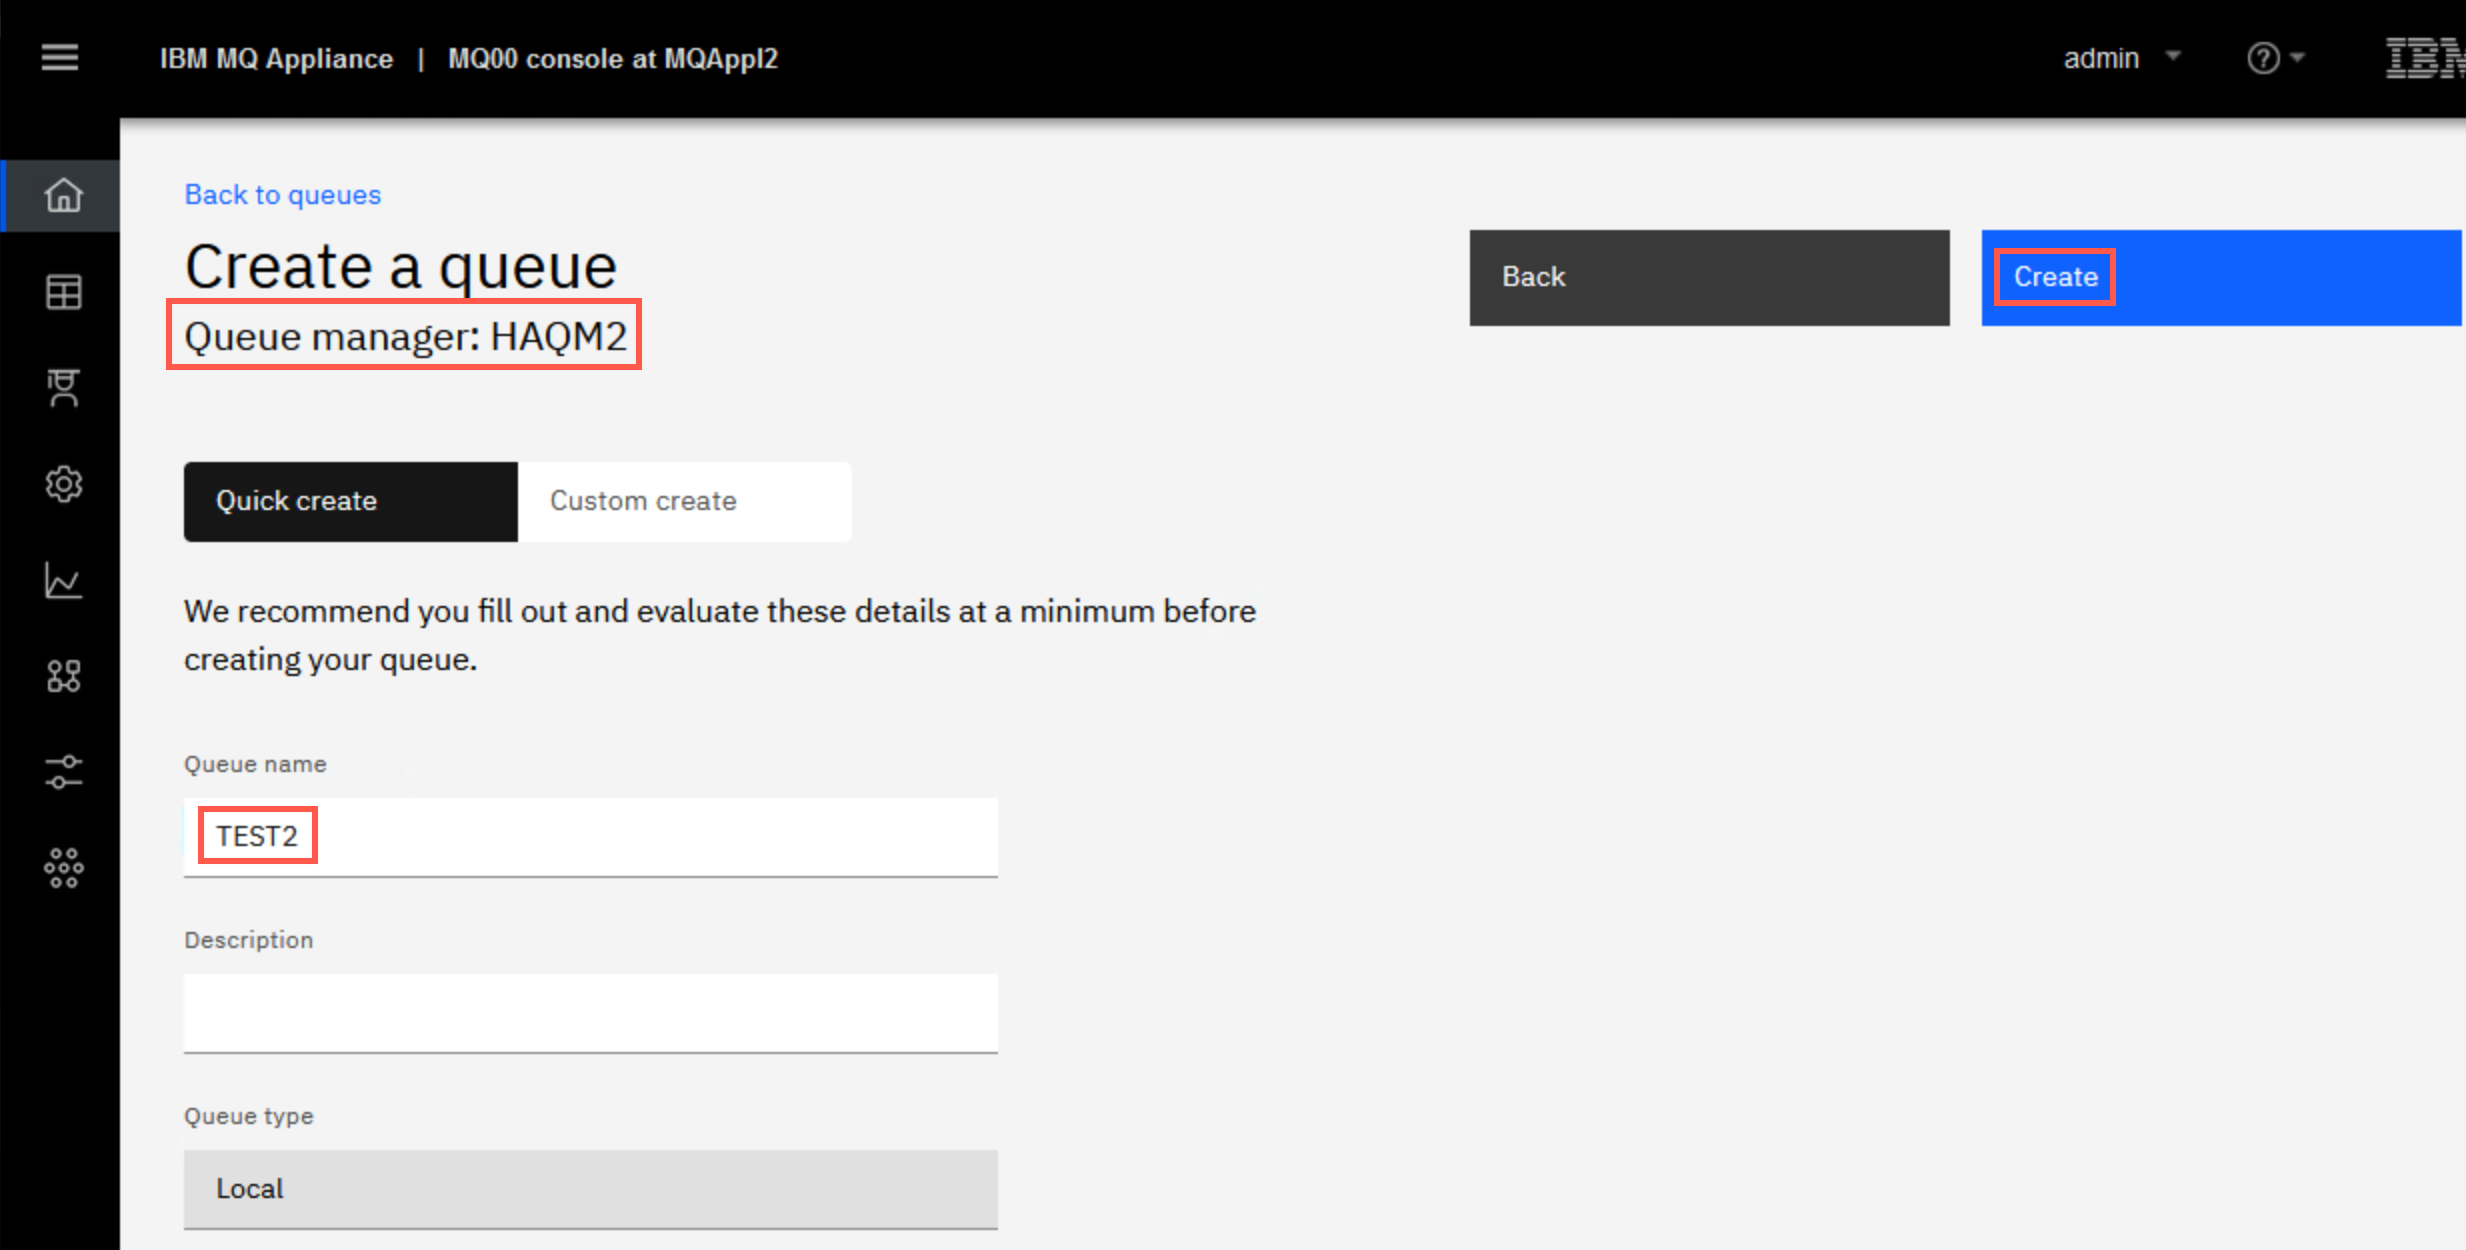 IBM MQ Appliance | MQ00 console at MQAppl2
admin
IBM
Back to queues
Create a queue
Queue manager: HAQM2
Back
Create
Quick create
Custom create
We recommend you fill out and evaluate these details at a minimum before
creating your queue.
Queue name
TEST2
Description
Queue type
Local